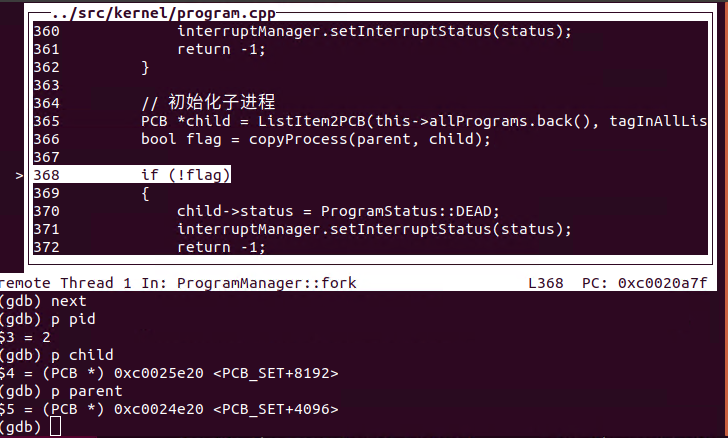 ../src/kernel/program.cpp
360             interruptManager.setInterruptStatus(status);
361             return -1;
362         }
363
364         // 初始化子进程
365         PCB *child = ListItem2PCB(this->allPrograms.back(), tagInAllLis
366         bool flag = copyProcess(parent, child);
367
> 368         if (!flag)
369         {
370             child->status = ProgramStatus::DEAD;
371             interruptManager.setInterruptStatus(status);
372             return -1;
remote Thread 1 In: ProgramManager::fork L368 PC: 0xc0020a7f
(gdb) next
(gdb) p pid
$3 = 2
(gdb) p child
$4 = (PCB *) 0xc0025e20 <PCB_SET+8192>
(gdb) p parent
$5 = (PCB *) 0xc0024e20 <PCB_SET+4096>
(gdb)